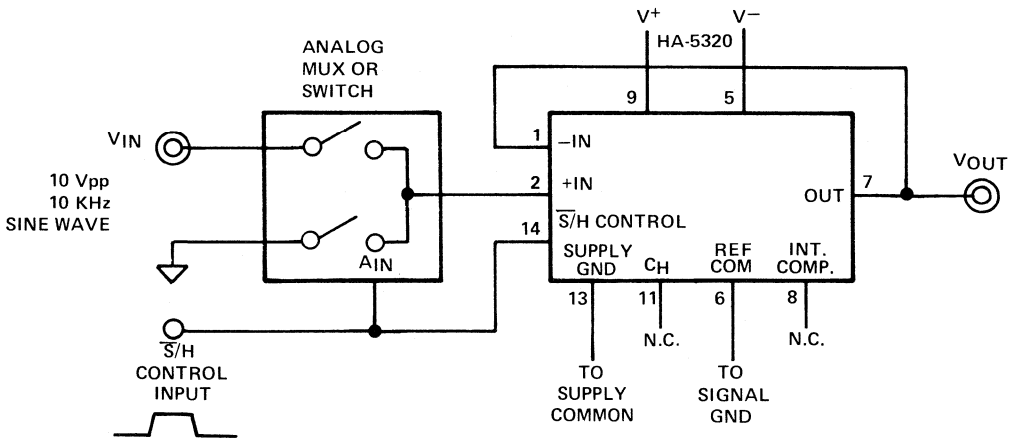 V+
V−
HA-5320
ANALOG
MUX OR
SWITCH
9
5
VIN
10 Vpp
10 KHz
SINE WAVE
1
−IN
2
+IN
7
OUT
VOUT
S̅/H CONTROL
14
AIN
SUPPLY
GND
CH
REF
COM
INT.
COMP.
13
11
6
8
N.C.
N.C.
S̅/H
CONTROL
INPUT
TO
SUPPLY
COMMON
TO
SIGNAL
GND